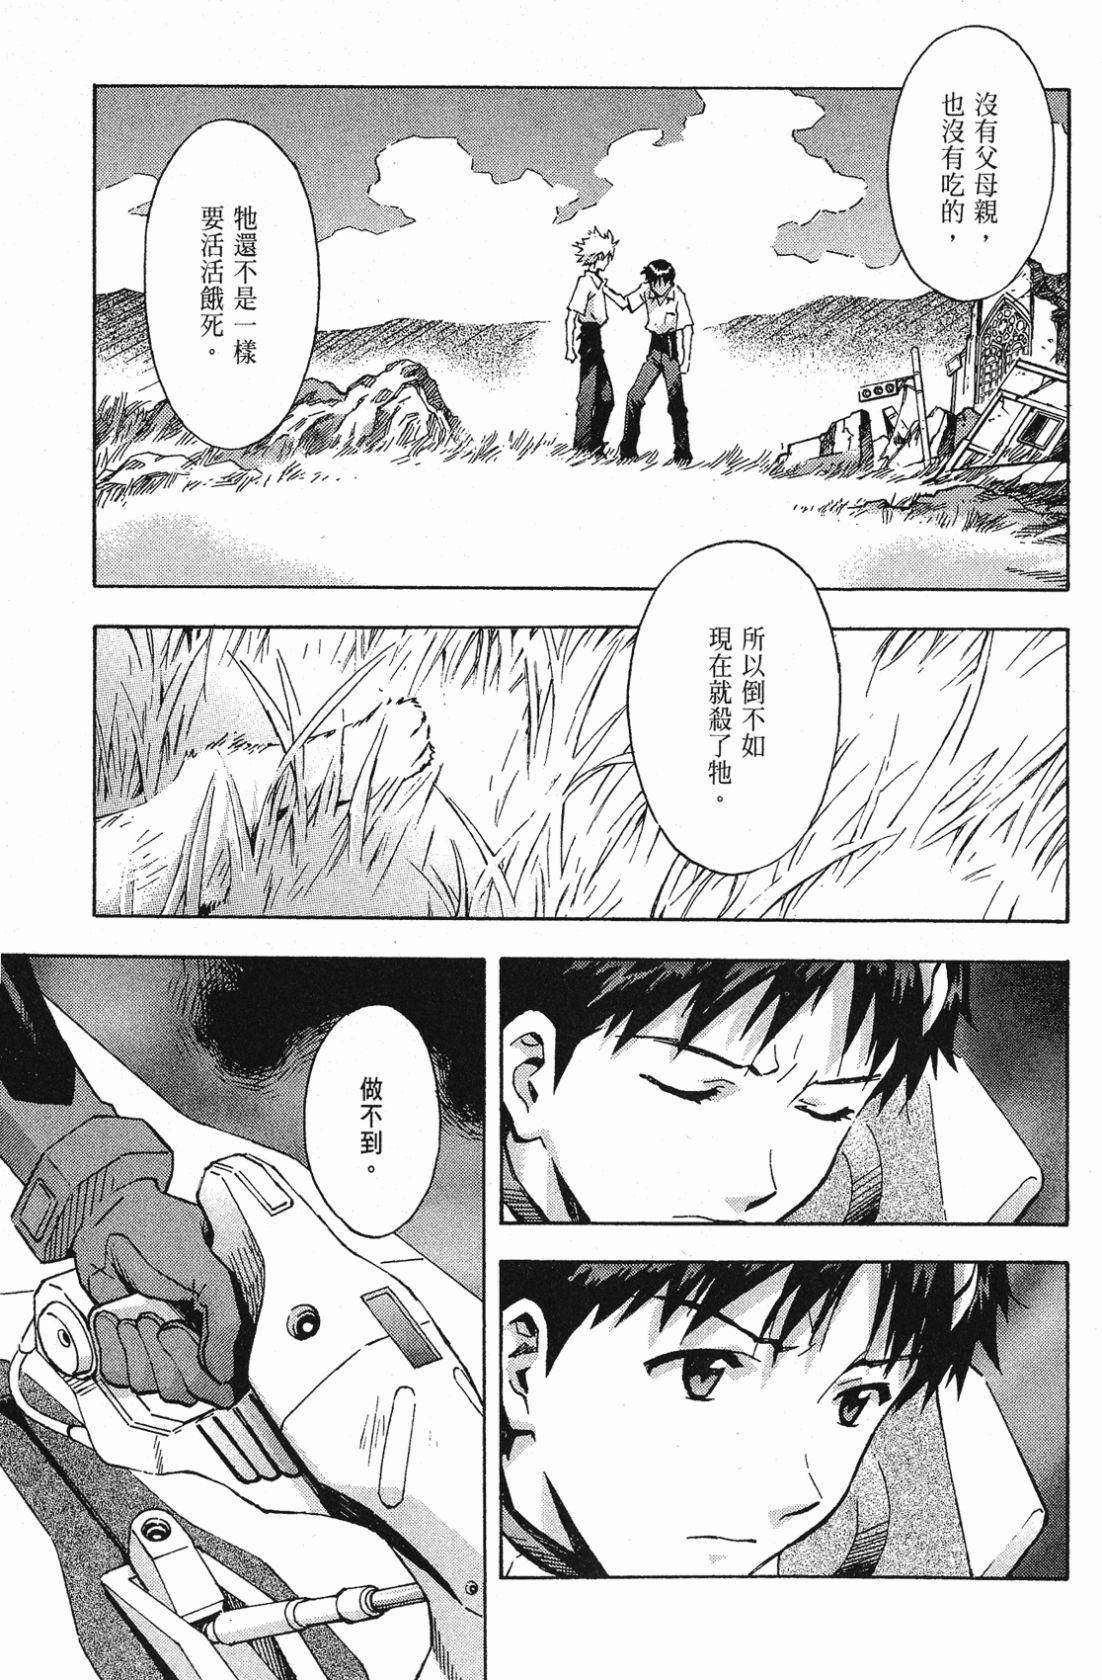 沒有父母親，
也沒有吃的，
牠還不是一樣
要活活餓死。
所以倒不如
現在就殺了牠。
做不到。